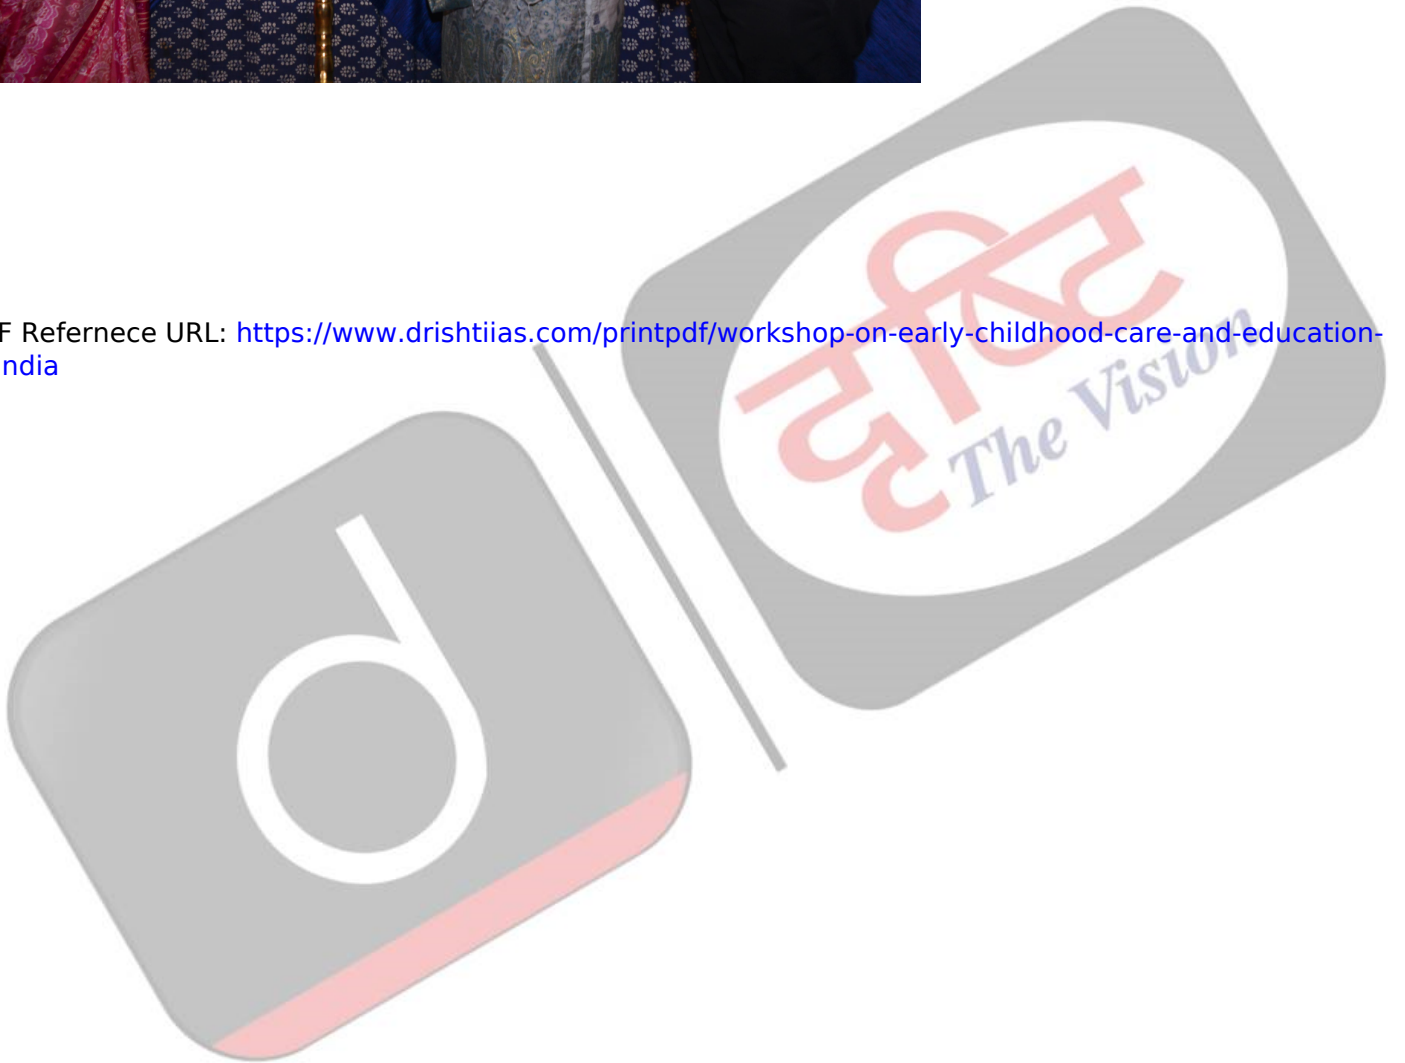 F Refernece URL: https://www.drishtiias.com/printpdf/workshop-on-early-childhood-care-and-education-
ndia
दृष्टि
The Vision
d